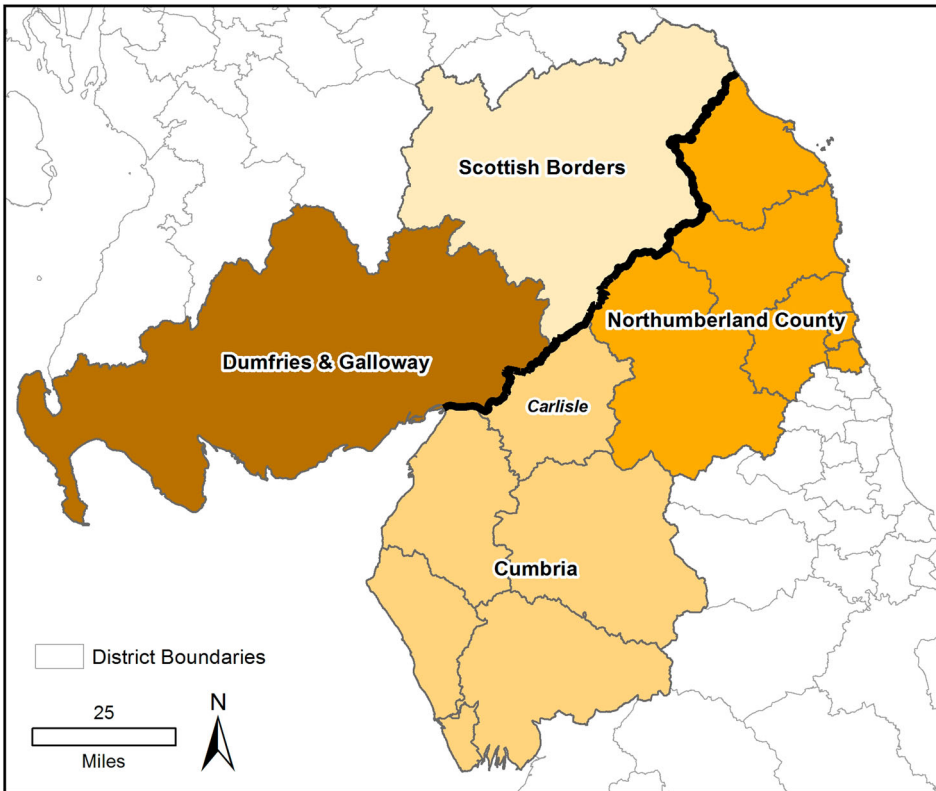 Scottish Borders
Northumberland County
Dumfries & Galloway
Carlisle
Cumbria
District Boundaries
25
Miles
N